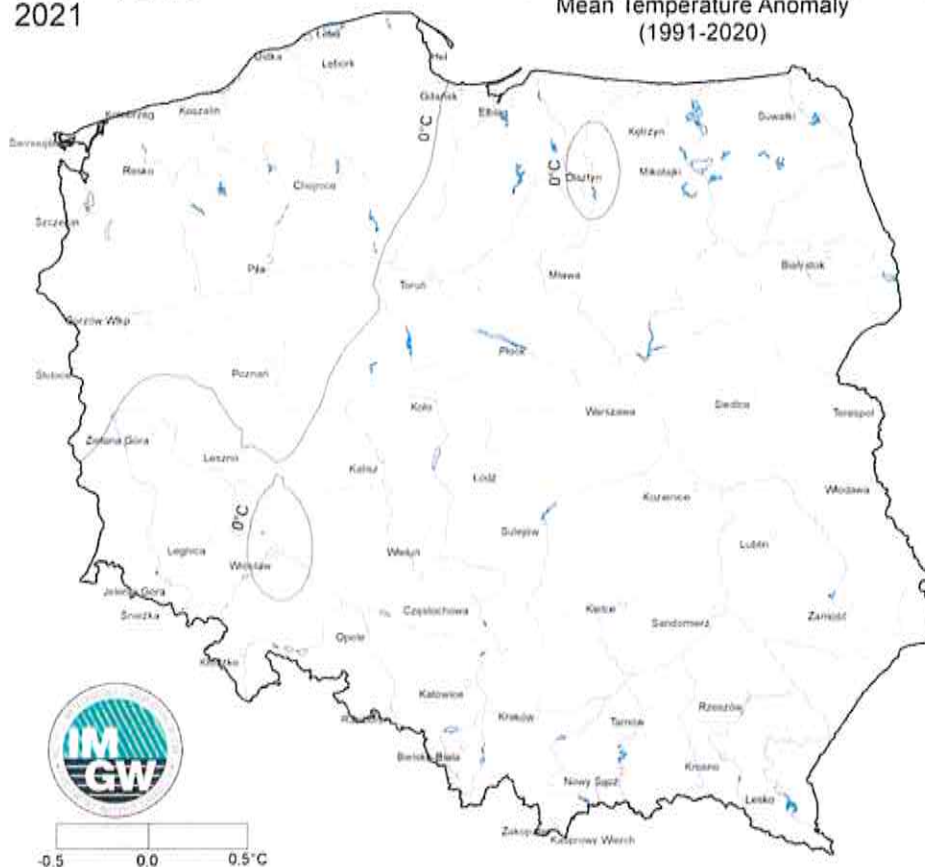 2021
Mean Temperature Anomaly
(1991-2020)
Łeba
Ustka
Lębork
Hel
Gdańsk
Elbląg
Kętrzyn
Suwałki
Kołobrzeg
Koszalin
Świnoujście
Resko
Chojnice
0°C
0°C
Olsztyn
Mikołajki
Szczecin
Piła
Toruń
Mława
Białystok
Gorzów Wlkp
Płock
Słubice
Poznań
Koło
Warszawa
Siedlce
Terespol
Zielona Góra
Leszno
Kalisz
Łódź
Kozienice
Włodawa
0°C
Sulejów
Legnica
Wrocław
Wieluń
Lublin
Jelenia Góra
Śnieżka
Częstochowa
Kielce
Sandomierz
Zamość
Opole
Kłodzko
Katowice
Kraków
Tarnów
Rzeszów
Bielsko-Biała
Nowy Sącz
Krosno
Lesko
Zakopane
Kasprowy Wierch
IM
GW
-0.5 0.0 0.5°C